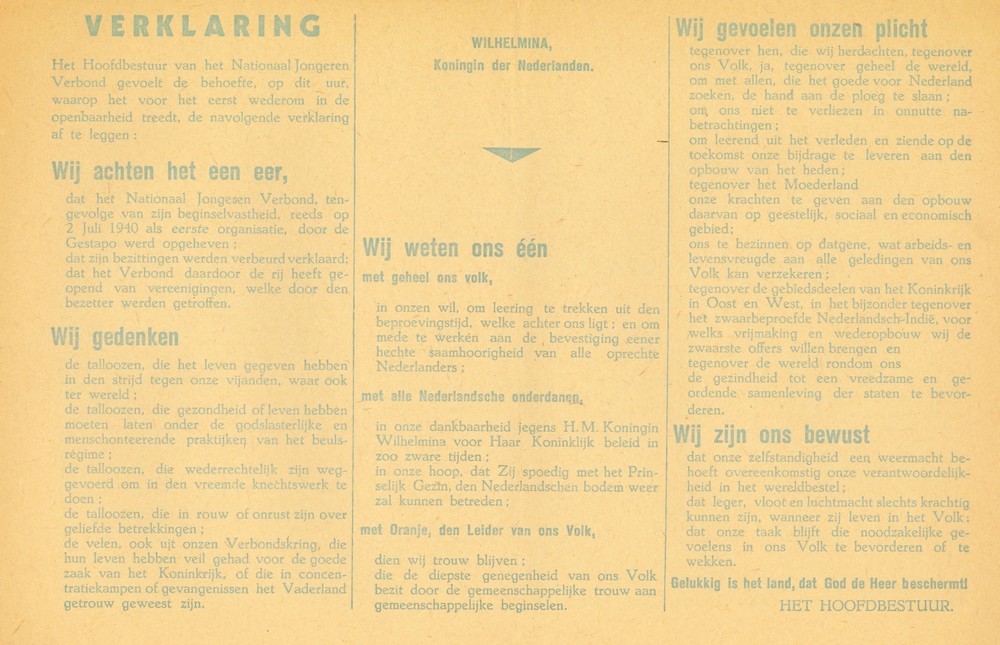 VERKLARING
Het Hoofdbestuur van het Nationaal Jongeren
Verbond gevoelt de behoefte, op dit uur,
waarop het voor het eerst wederom in de
openbaarheid treedt, de navolgende verklaring
af te leggen :
Wij achten het een eer,
dat het Nationaal Jongeren Verbond, ten-
gevolge van zijn beginselvastheid, reeds op
2 Juli 1940 als eerste organisatie, door de
Gestapo werd opgeheven ;
dat zijn bezittingen werden verbeurd verklaard;
dat het Verbond daardoor de rij heeft ge-
opend van vereenigingen, welke door den
bezetter werden getroffen.
Wij gedenken
de talloozen, die het leven gegeven hebben
in den strijd tegen onze vijanden, waar ook
ter wereld ;
de talloozen, die gezondheid of leven hebben
moeten laten onder de godslasterlijke en
menschonteerende praktijken van het beuls-
régime ;
de talloozen, die wederrechtelijk zijn weg-
gevoerd om in den vreemde knechtswerk te
doen ;
de talloozen, die in rouw of onrust zijn over
geliefde betrekkingen ;
de velen, ook uit onzen Verbondskring, die
hun leven hebben veil gehad voor de goede
zaak van het Koninkrijk, of die in concen-
tratiekampen of gevangenissen het Vaderland
getrouw geweest zijn.
WILHELMINA,
Koningin der Nederlanden.
Wij weten ons één
met geheel ons volk,
in onzen wil, om leering te trekken uit den
beproevingstijd, welke achter ons ligt ; en om
mede te werken aan de bevestiging eener
hechte saamhoorigheid van alle oprechte
Nederlanders ;
met alle Nederlandsche onderdanen,
in onze dankbaarheid jegens H.M. Koningin
Wilhelmina voor Haar Koninklijk beleid in
zoo zware tijden ;
in onze hoop, dat Zij spoedig met het Prin-
selijk Gezin, den Nederlandschen bodem weer
zal kunnen betreden ;
met Oranje, den Leider van ons Volk,
dien wij trouw blijven ;
die de diepste genegenheid van ons Volk
bezit door de gemeenschappelijke trouw aan
gemeenschappelijke beginselen.
Wij gevoelen onzen plicht
tegenover hen, die wij herdachten, tegenover
ons Volk, ja, tegenover geheel de wereld,
om met allen, die het goede voor Nederland
zoeken, de hand aan de ploeg te slaan ;
om ons niet te verliezen in onnutte na-
betrachtingen ;
om leerend uit het verleden en ziende op de
toekomst onze bijdrage te leveren aan den
opbouw van het heden ;
tegenover het Moederland
onze krachten te geven aan den opbouw
daarvan op geestelijk, sociaal en economisch
gebied;
ons te bezinnen op datgene, wat arbeids- en
levensvreugde aan alle geledingen van ons
Volk kan verzekeren ;
tegenover de gebiedsdeelen van het Koninkrijk
in Oost en West, in het bijzonder tegenover
het zwaarbeproefde Nederlandsch-Indië, voor
welks vrijmaking en wederopbouw wij de
zwaarste offers willen brengen en
tegenover de wereld rondom ons
de gezindheid tot een vreedzame en ge-
ordende samenleving der staten te bevor-
deren.
Wij zijn ons bewust
dat onze zelfstandigheid een weermacht be-
hoeft overeenkomstig onze verantwoordelijk-
heid in het wereldbestel ;
dat leger, vloot en luchtmacht slechts krachtig
kunnen zijn, wanneer zij leven in het Volk ;
dat onze taak blijft die noodzakelijke ge-
voelens in ons Volk te bevorderen of te
wekken.
Gelukkig is het land, dat God de Heer beschermt!
HET HOOFDBESTUUR.